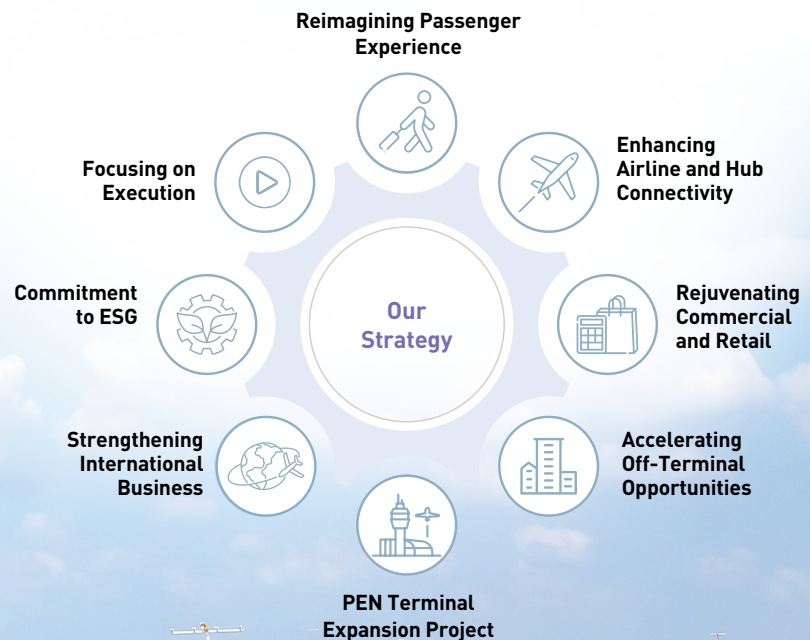 Reimagining Passenger
Experience
Enhancing
Airline and Hub
Connectivity
Rejuvenating
Commercial
and Retail
Accelerating
Off-Terminal
Opportunities
PEN Terminal
Expansion Project
Strengthening
International
Business
Commitment
to ESG
Focusing on
Execution
Our
Strategy